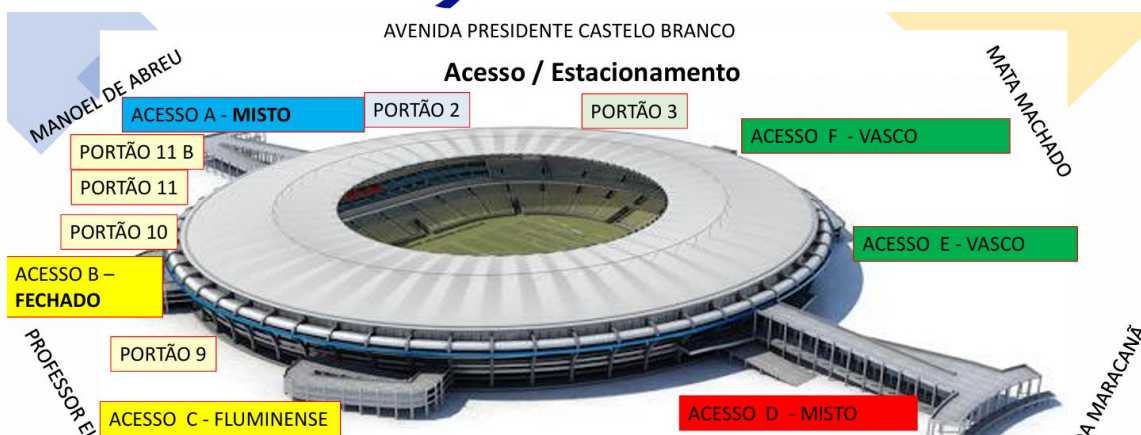 AVENIDA PRESIDENTE CASTELO BRANCO
Acesso / Estacionamento
MANOEL DE ABREU
MATA MACHADO
ACESSO A - MISTO
PORTÃO 2
PORTÃO 3
ACESSO F - VASCO
PORTÃO 11 B
PORTÃO 11
PORTÃO 10
ACESSO E - VASCO
ACESSO B –
FECHADO
PORTÃO 9
PROFESSOR
MARACANÃ
ACESSO C - FLUMINENSE
ACESSO D - MISTO